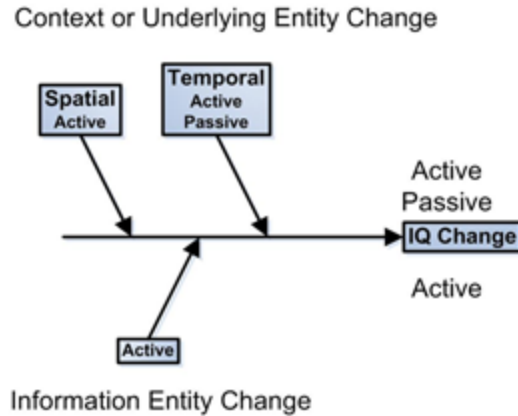 Context or Underlying Entity Change
Spatial
Active
Temporal
Active
Passive
Active
Passive
IQ Change
Active
Active
Information Entity Change